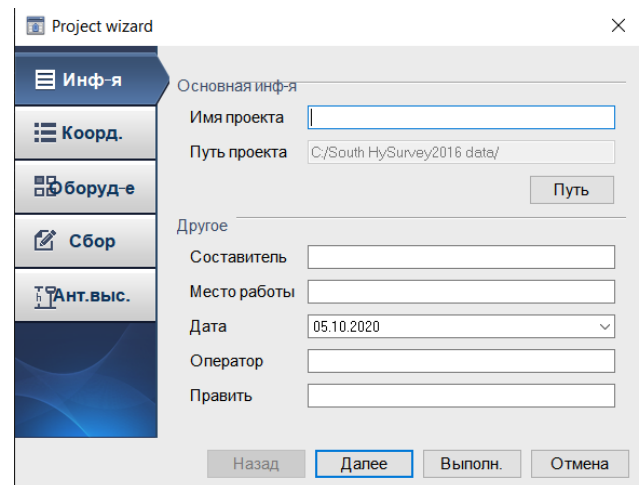 Project wizard
Инф-я
Коорд.
Оборуд-е
Сбор
Ант.выс.
Основная инф-я
Имя проекта
Путь проекта C:/South HySurvey2016 data/
Путь
Другое
Составитель
Место работы
Дата 05.10.2020
Оператор
Править
Назад Далее Выполн. Отмена